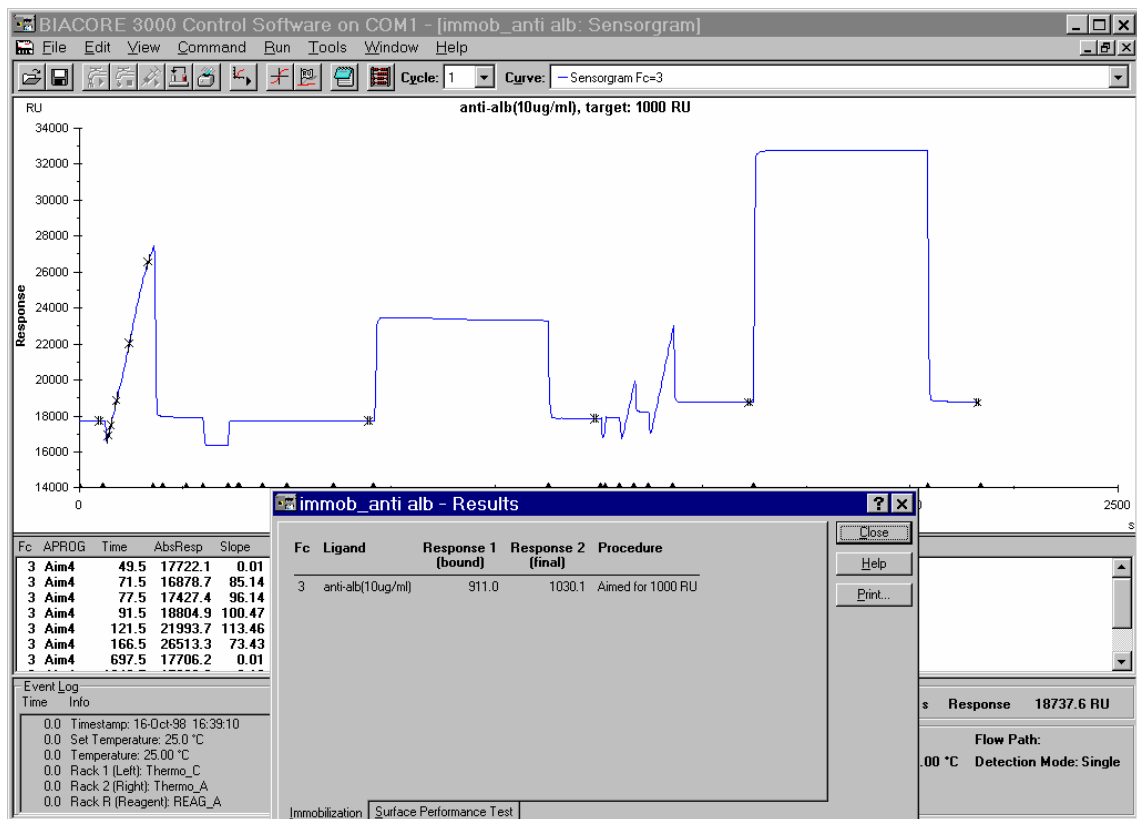 BIACORE 3000 Control Software on COM1 - [immob_anti alb: Sensorgram]
File Edit View Command Run Tools Window Help
Cycle: 1 Curve: Sensorgram Fc=3
RU
anti-alb(10ug/ml), target: 1000 RU
34000
32000
30000
28000
26000
24000
22000
20000
18000
16000
14000
Response
0
2500
s
Fc APROG Time AbsResp Slope
3 Aim4 49.5 17722.1 0.01
3 Aim4 71.5 16878.7 85.14
3 Aim4 77.5 17427.4 96.14
3 Aim4 91.5 18804.9 100.47
3 Aim4 121.5 21993.7 113.46
3 Aim4 166.5 26513.3 73.43
3 Aim4 697.5 17706.2 0.01
Event Log
Time Info
0.0 Timestamp: 16-Oct-98 16:39:10
0.0 Set Temperature: 25.0 °C
0.0 Temperature: 25.00 °C
0.0 Rack 1 (Left): Thermo_C
0.0 Rack 2 (Right): Thermo_A
0.0 Rack R (Reagent): REAG_A
immob_anti alb - Results
Fc Ligand Response 1 (bound) Response 2 (final) Procedure
3 anti-alb(10ug/ml) 911.0 1030.1 Aimed for 1000 RU
Close
Help
Print...
Immobilization Surface Performance Test
s Response 18737.6 RU
Flow Path:
.00 °C Detection Mode: Single